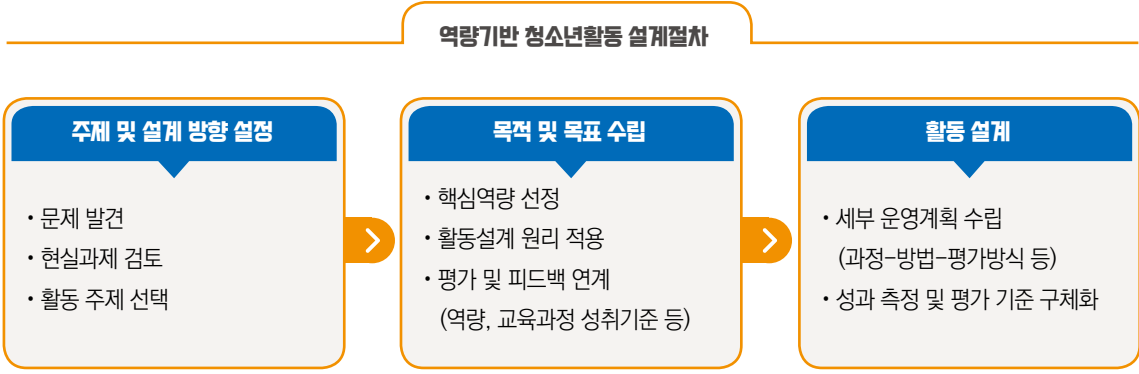 역량기반 청소년활동 설계절차
주제 및 설계 방향 설정
• 문제 발견
• 현실과제 검토
• 활동 주제 선택
목적 및 목표 수립
• 핵심역량 선정
• 활동설계 원리 적용
• 평가 및 피드백 연계
(역량, 교육과정 성취기준 등)
활동 설계
• 세부 운영계획 수립
(과정-방법-평가방식 등)
• 성과 측정 및 평가 기준 구체화